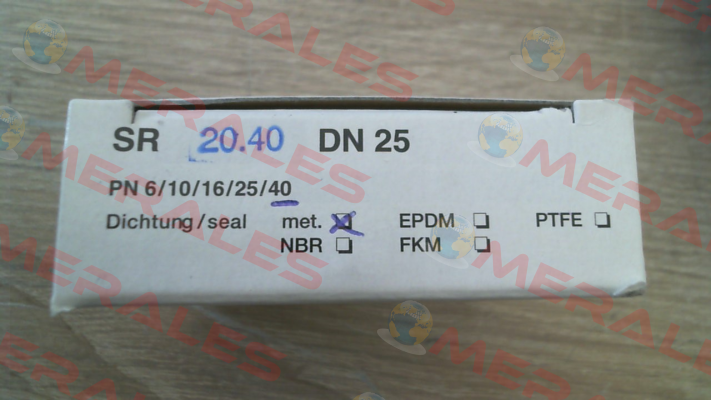 SR 20.40 DN 25
PN 6/10/16/25/40
Dichtung/seal met. ☒ EPDM ☐ PTFE ☐
NBR ☐ FKM ☐
MERALES